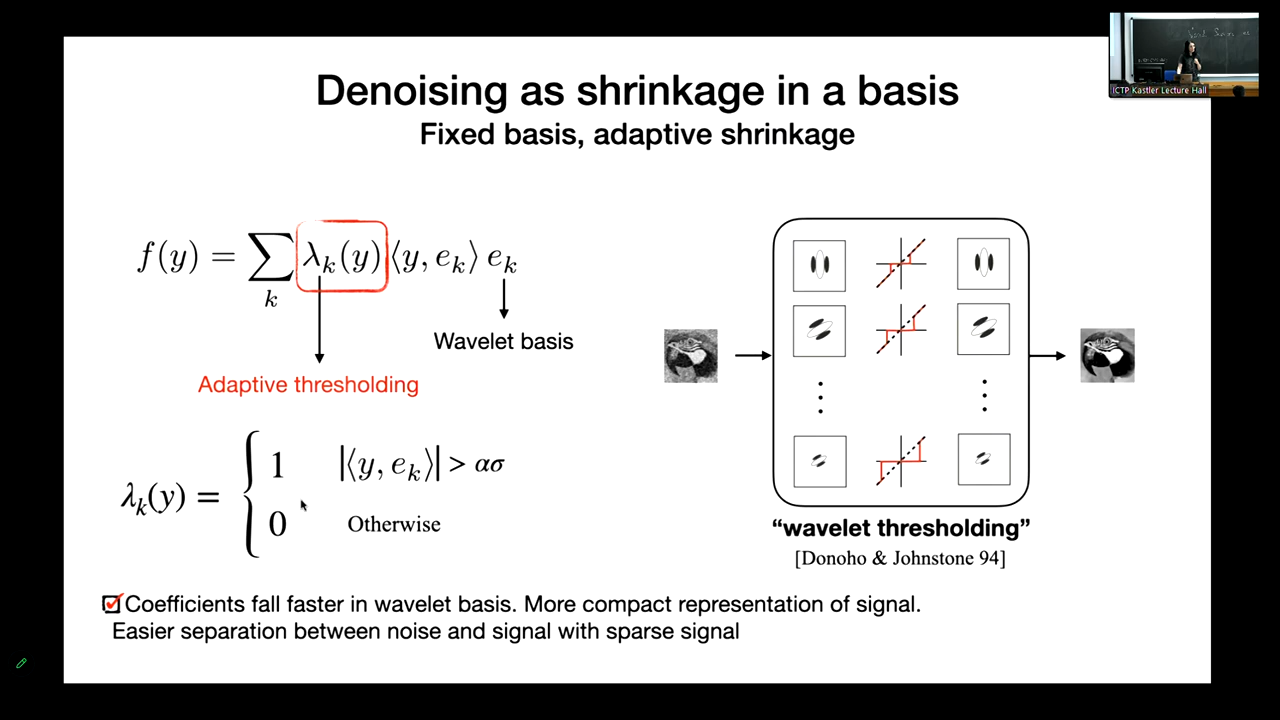 Denoising as shrinkage in a basis
Fixed basis, adaptive shrinkage
ICTP Kastler Lecture Hall
f(y) = ∑_k λ_k(y) ⟨y, e_k⟩ e_k
Wavelet basis
Adaptive thresholding
λ_k(y) = { 1 |⟨y, e_k⟩| > ασ
0 Otherwise
“wavelet thresholding”
[Donoho & Johnstone 94]
Coefficients fall faster in wavelet basis. More compact representation of signal.
Easier separation between noise and signal with sparse signal